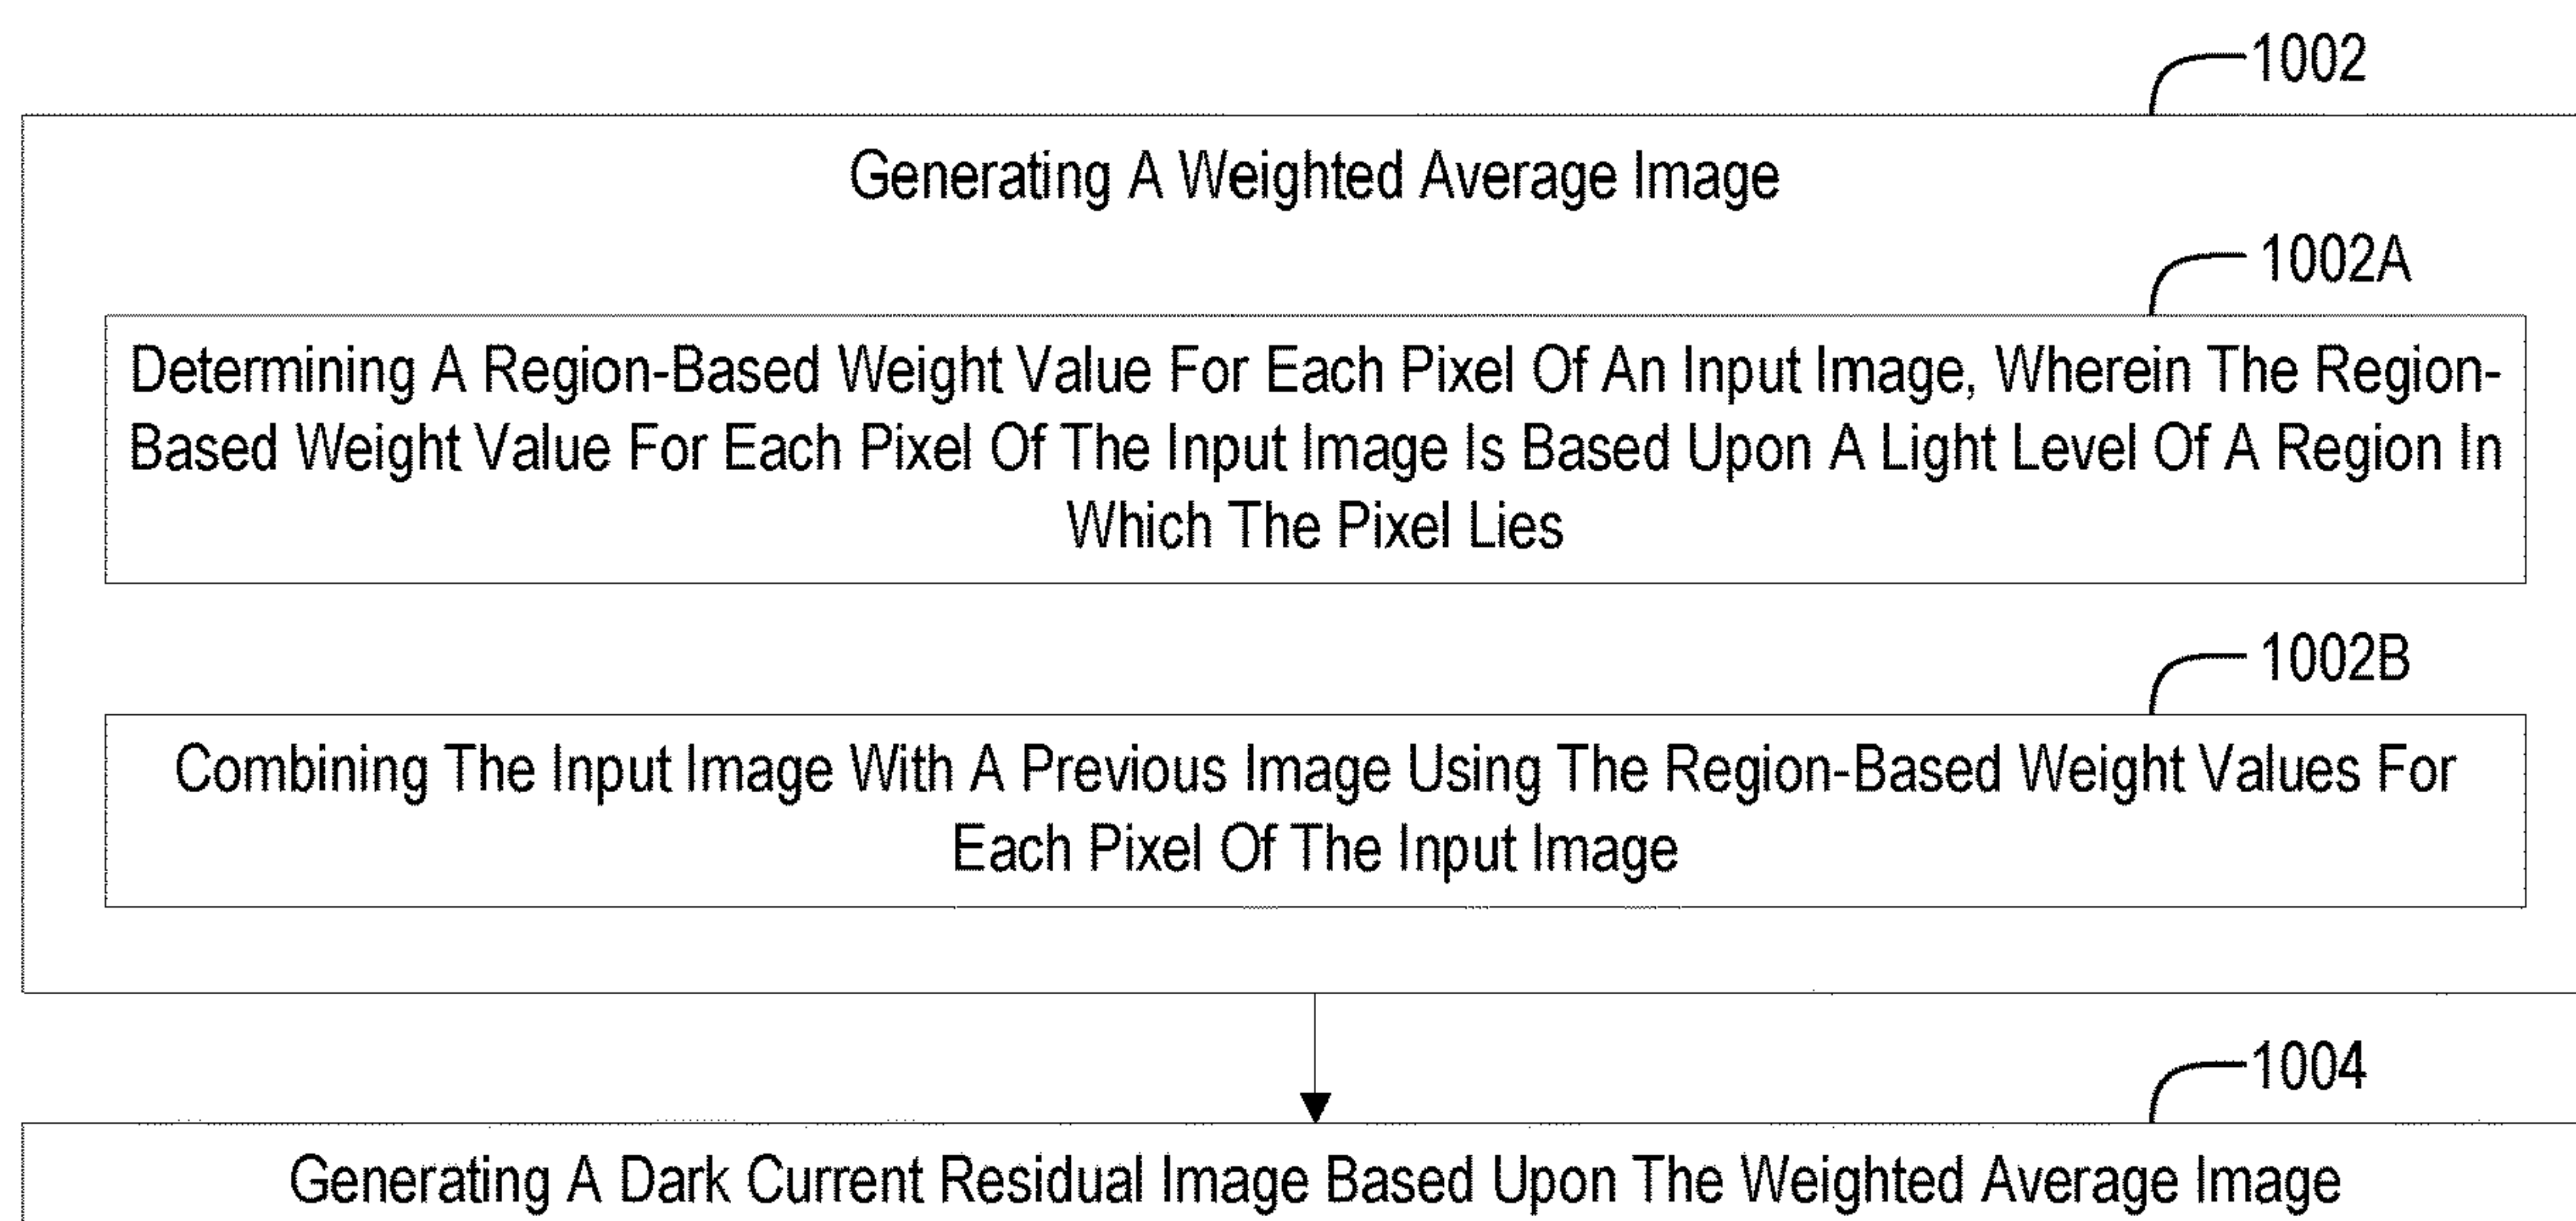 1002
Generating A Weighted Average Image
1002A
Determining A Region-Based Weight Value For Each Pixel Of An Input Image, Wherein The Region-
Based Weight Value For Each Pixel Of The Input Image Is Based Upon A Light Level Of A Region In
Which The Pixel Lies
1002B
Combining The Input Image With A Previous Image Using The Region-Based Weight Values For
Each Pixel Of The Input Image
1004
Generating A Dark Current Residual Image Based Upon The Weighted Average Image